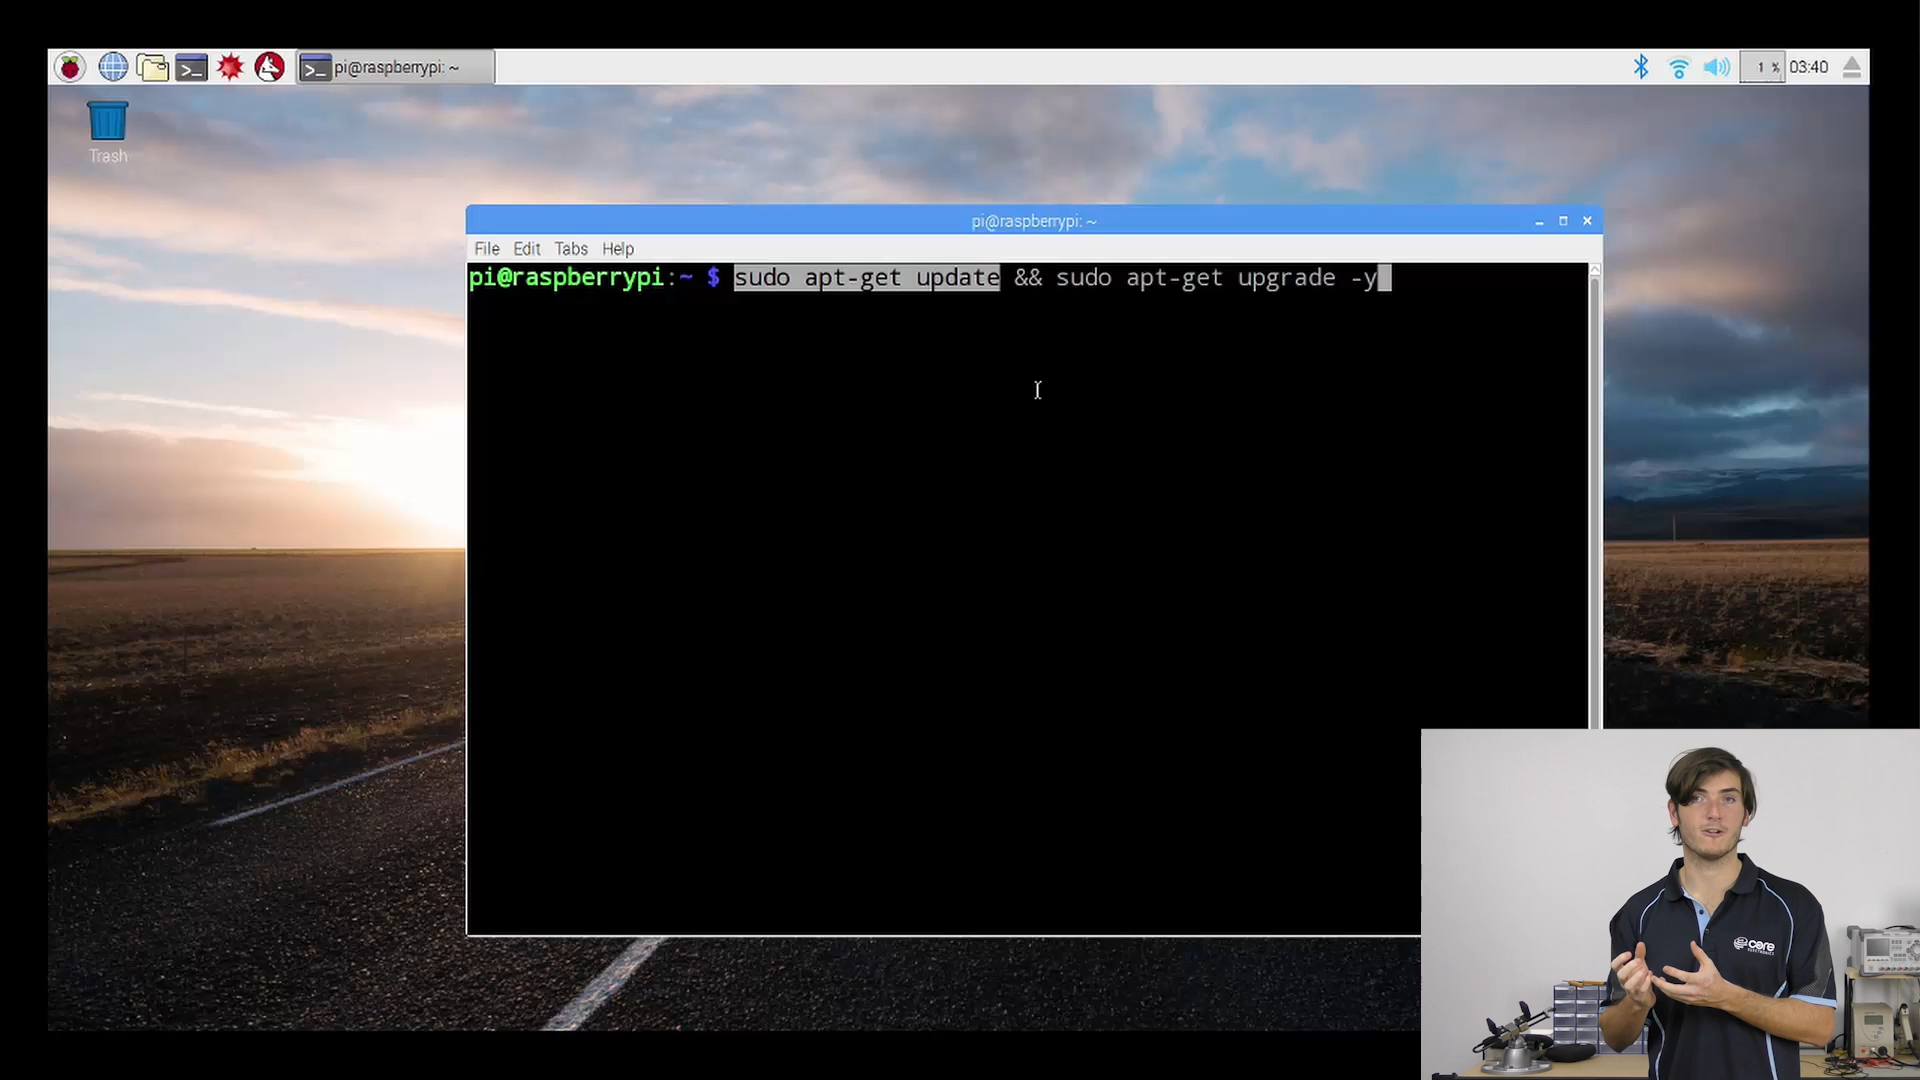 pi@raspberrypi: ~
1 %
03:40
Trash
pi@raspberrypi: ~
File Edit Tabs Help
pi@raspberrypi:~ $ sudo apt-get update && sudo apt-get upgrade -y
core
ELECTRONICS